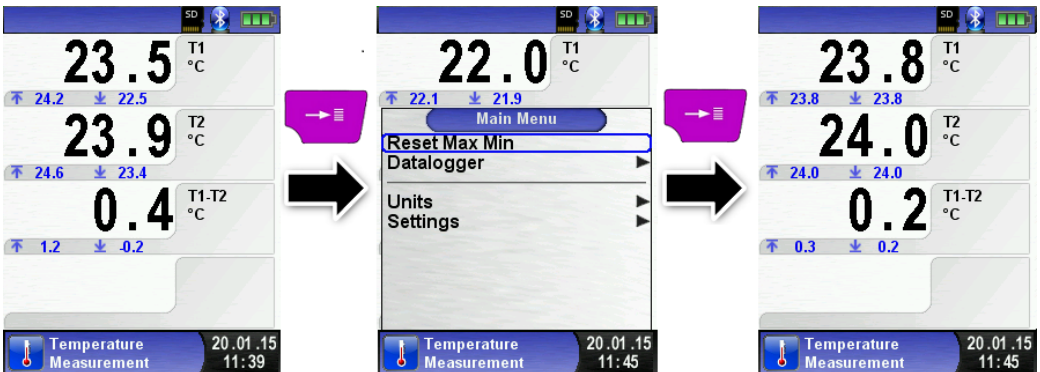 SD
23.5 T1
°C
24.2 22.5
23.9 T2
°C
24.6 23.4
0.4 T1-T2
°C
1.2 -0.2
Temperature
Measurement
20.01.15
11:39
SD
22.0 T1
°C
22.1 21.9
Main Menu
Reset Max Min
Datalogger
Units
Settings
Temperature
Measurement
20.01.15
11:45
SD
23.8 T1
°C
23.8 23.8
24.0 T2
°C
24.0 24.0
0.2 T1-T2
°C
0.3 0.2
Temperature
Measurement
20.01.15
11:45